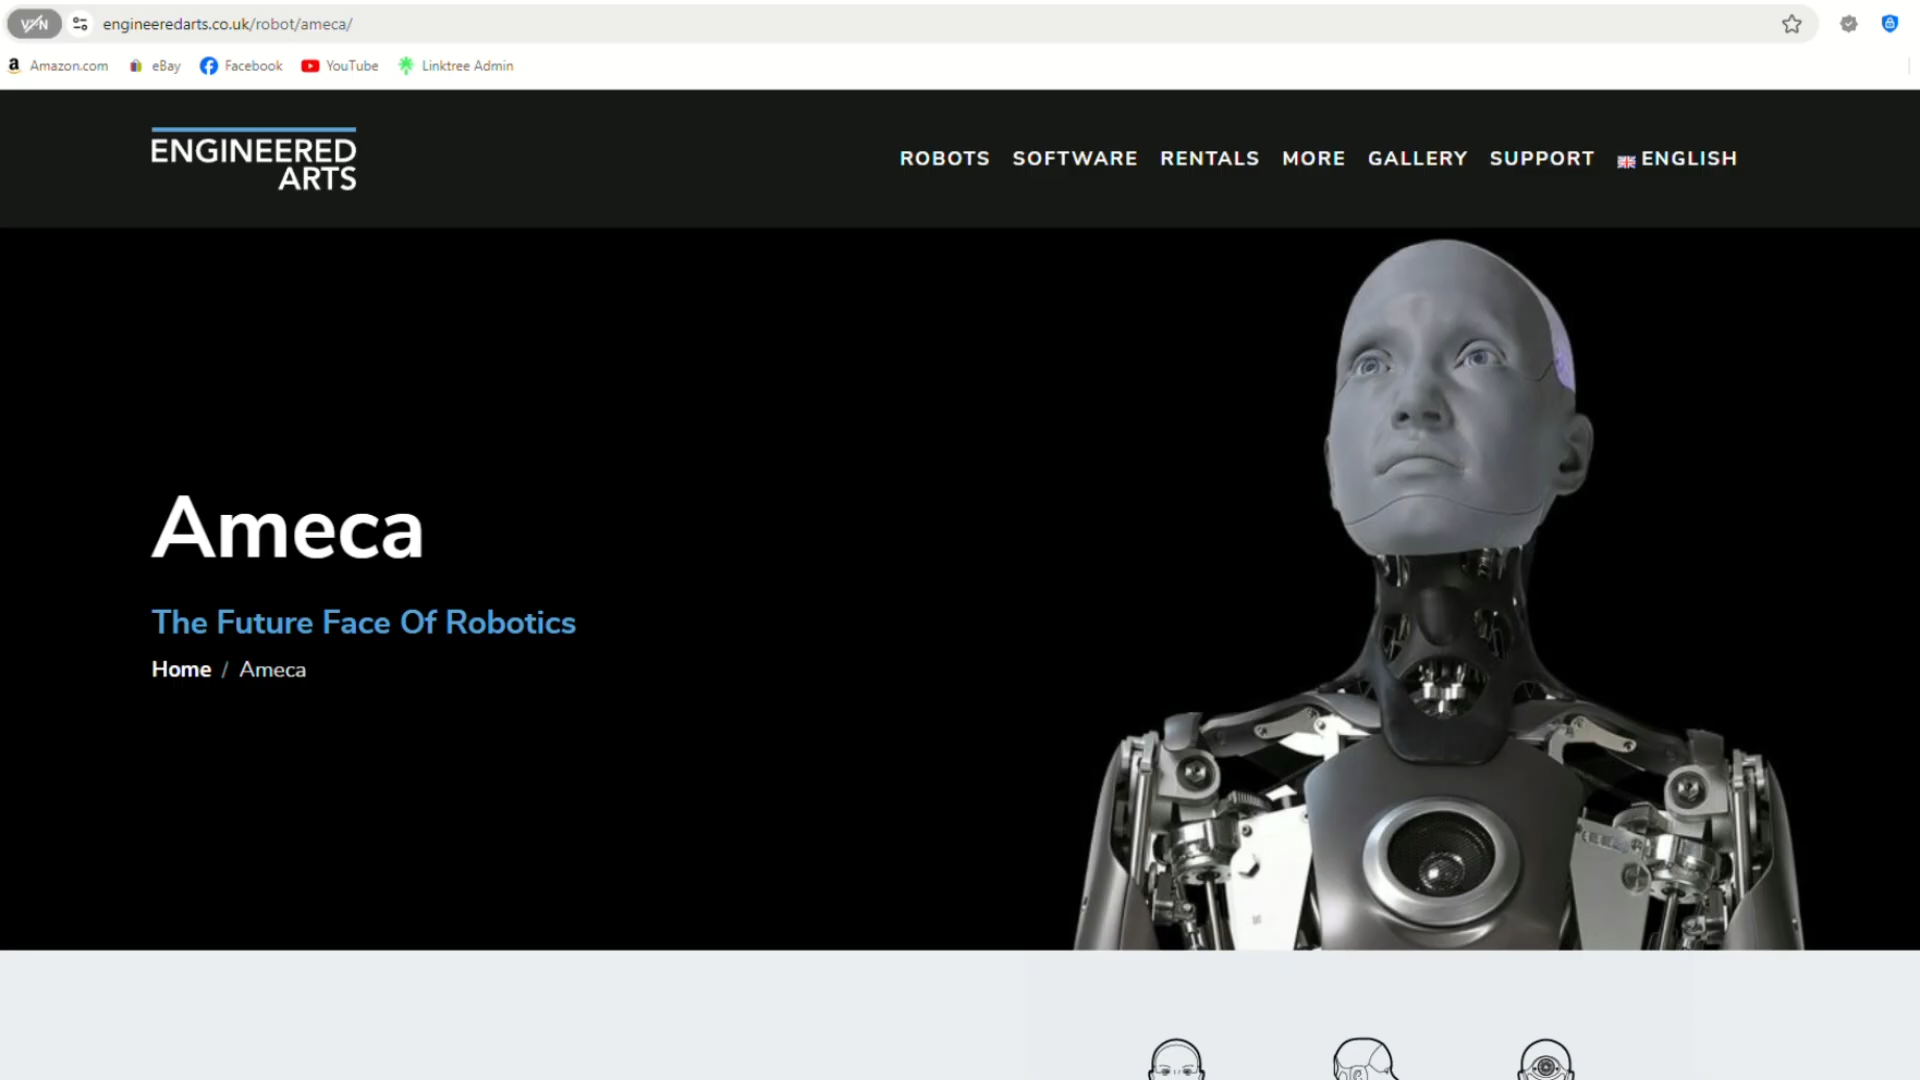 VPN
engineeredarts.co.uk/robot/ameca/
Amazon.com eBay Facebook YouTube Linktree Admin
ENGINEERED
ARTS
ROBOTS SOFTWARE RENTALS MORE GALLERY SUPPORT ENGLISH
Ameca
The Future Face Of Robotics
Home / Ameca